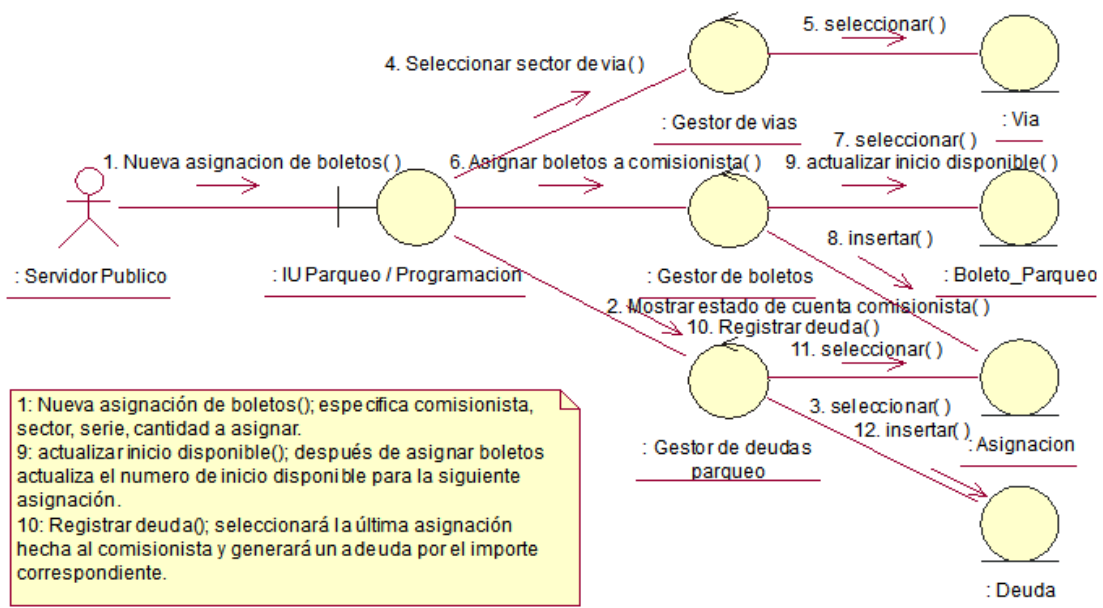 5. seleccionar( )
4. Seleccionar sector de via( )
: Gestor de vias
: Via
7. seleccionar( )
1. Nueva asignacion de boletos( )
6. Asignar boletos a comisionista( )
9. actualizar inicio disponible( )
8. insertar( )
: Servidor Publico
: IU Parqueo / Programacion
: Gestor de boletos
: Boleto_Parqueo
2. Mostrar estado de cuenta comisionista( )
10. Registrar deuda( )
11. seleccionar( )
3. seleccionar( )
12. insertar( )
: Gestor de deudas
parqueo
: Asignacion
: Deuda
1: Nueva asignación de boletos(); especifica comisionista,
sector, serie, cantidad a asignar.
9: actualizar inicio disponible(); después de asignar boletos
actualiza el numero de inicio disponible para la siguiente
asignación.
10: Registrar deuda(); seleccionará la última asignación
hecha al comisionista y generará un adeuda por el importe
correspondiente.